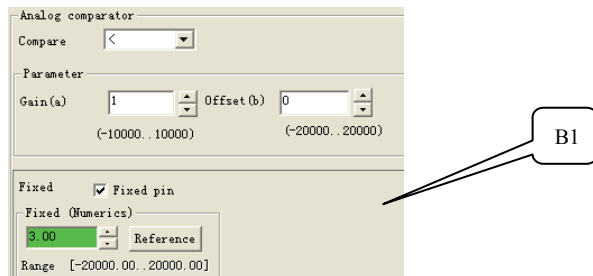 Analog comparator
Compare <
Parameter
Gain(a) 1 Offset(b) 0
(-10000..10000) (-20000..20000)
B1
Fixed Fixed pin
Fixed (Numerics)
3.00 Reference
Range [-20000.00..20000.00]